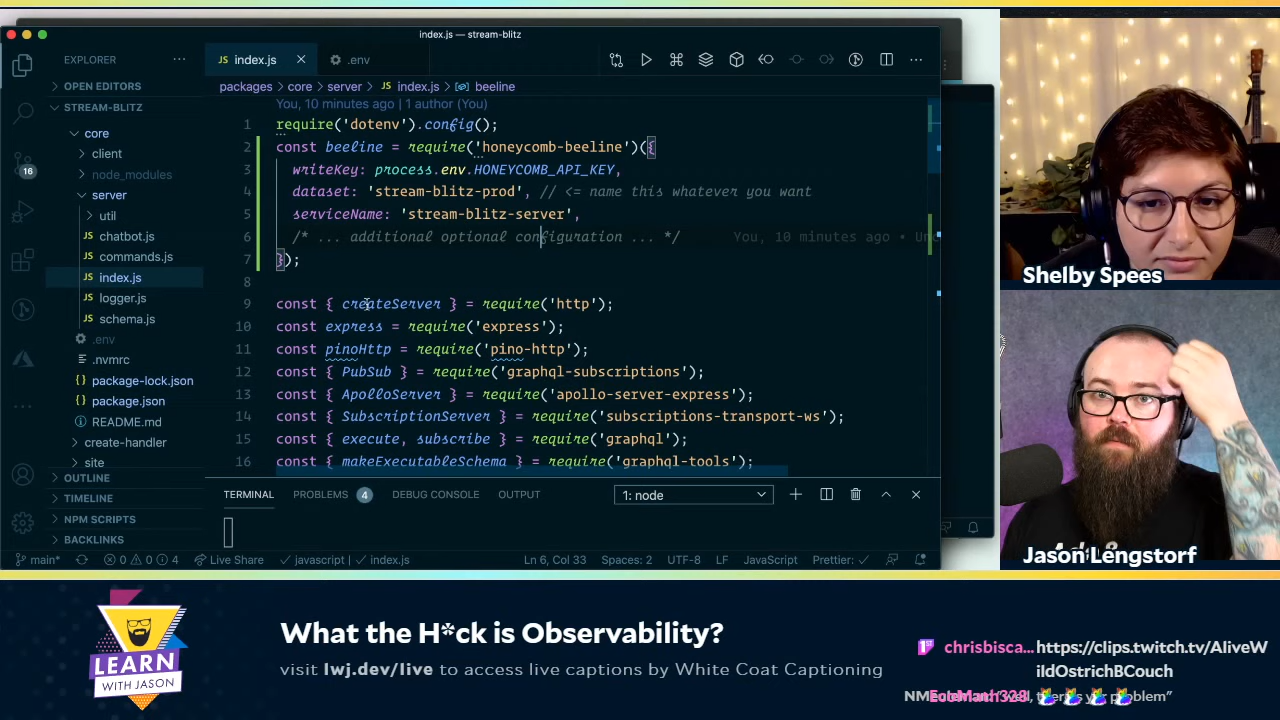 index.js — stream-blitz
EXPLORER
OPEN EDITORS
STREAM-BLITZ
core
client
node_modules
server
util
chatbot.js
commands.js
index.js
logger.js
schema.js
.env
.nvmrc
package-lock.json
package.json
README.md
create-handler
site
OUTLINE
TIMELINE
NPM SCRIPTS
BACKLINKS
16
JS index.js
.env
packages > core > server > JS index.js > beeline
You, 10 minutes ago | 1 author (You)
1 require('dotenv').config();
2 const beeline = require('honeycomb-beeline')({
3 writeKey: process.env.HONEYCOMB_API_KEY,
4 dataset: 'stream-blitz-prod', // <= name this whatever you want
5 serviceName: 'stream-blitz-server',
6 /* ... additional optional configuration ... */ You, 10 minutes ago •
7 });
8
9 const { createServer } = require('http');
10 const express = require('express');
11 const pinoHttp = require('pino-http');
12 const { PubSub } = require('graphql-subscriptions');
13 const { ApolloServer } = require('apollo-server-express');
14 const { SubscriptionServer } = require('subscriptions-transport-ws');
15 const { execute, subscribe } = require('graphql');
16 const { makeExecutableSchema } = require('graphql-tools');
TERMINAL PROBLEMS 4 DEBUG CONSOLE OUTPUT 1: node
main* 0 0 4 Live Share javascript | index.js Ln 6, Col 33 Spaces: 2 UTF-8 LF JavaScript Prettier:
Shelby Spees
Jason Lengstorf
LEARN
WITH JASON
What the H*ck is Observability?
visit lwj.dev/live to access live captions by White Coat Captioning
chrisbisca... https://clips.twitch.tv/AliveW
ildOstrichBCouch